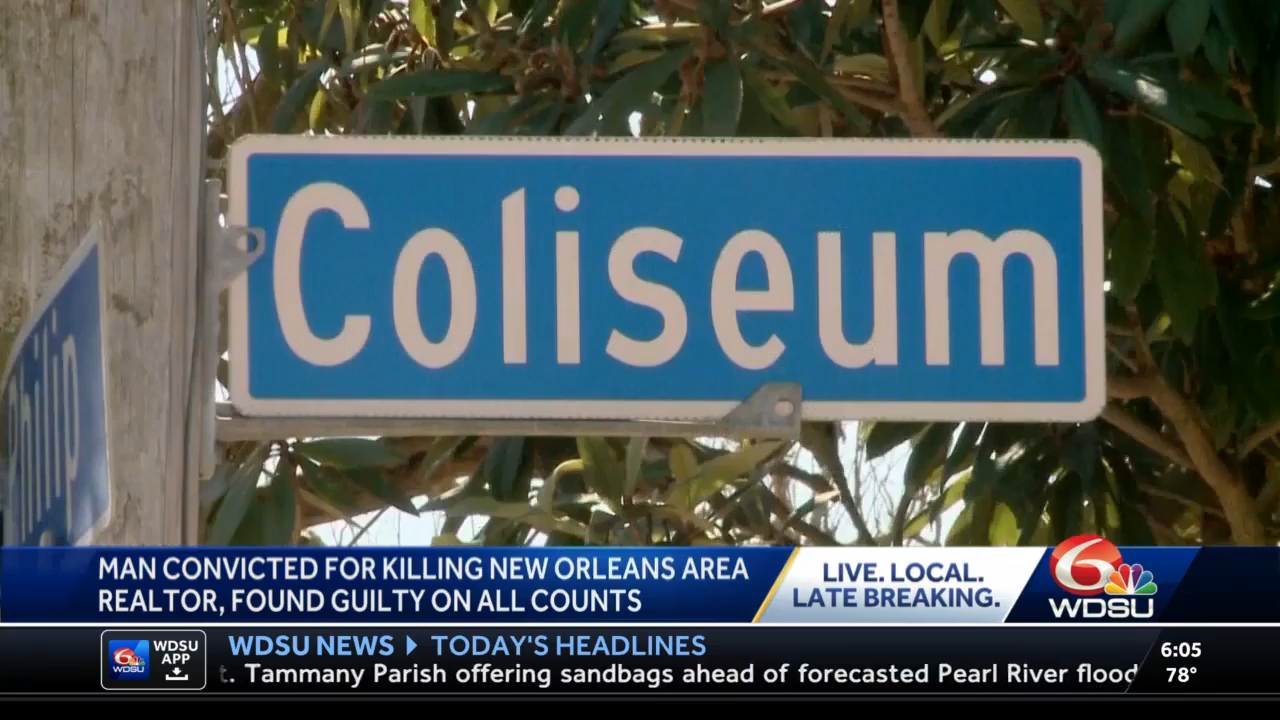 Coliseum
Philip
MAN CONVICTED FOR KILLING NEW ORLEANS AREA
REALTOR, FOUND GUILTY ON ALL COUNTS
LIVE. LOCAL.
LATE BREAKING.
6
WDSU
6
WDSU
WDSU
APP
WDSU NEWS
TODAY'S HEADLINES
t. Tammany Parish offering sandbags ahead of forecasted Pearl River flood
6:05
78°